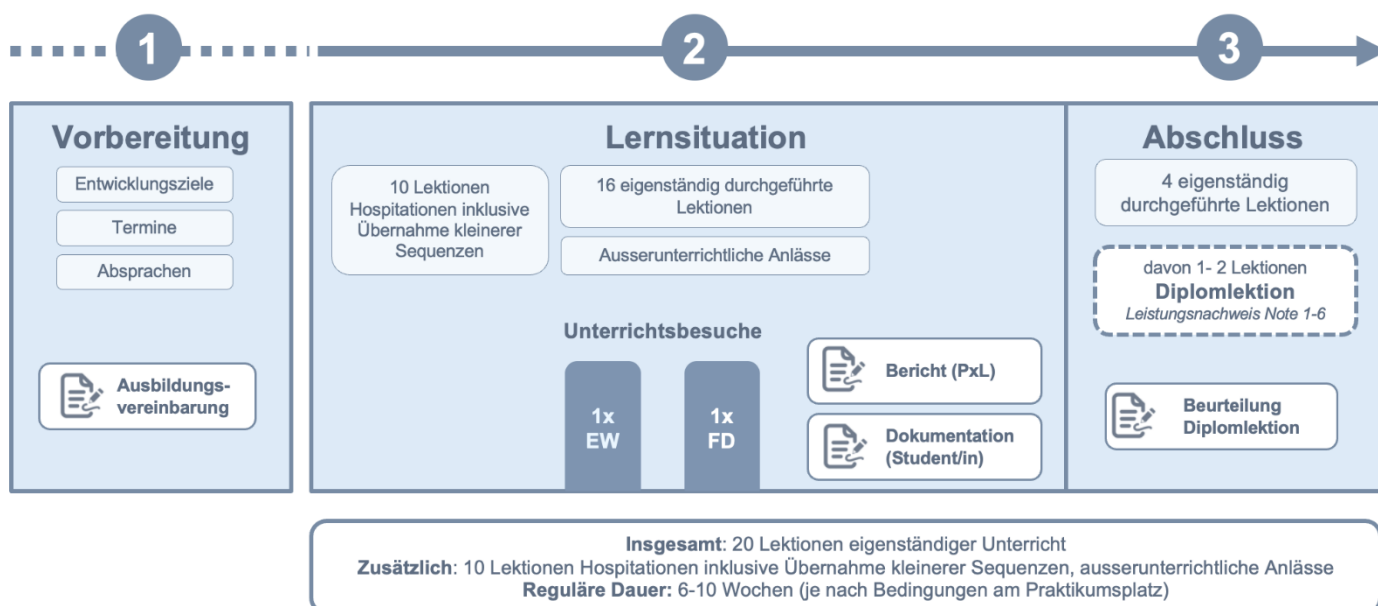 1
2
3
Vorbereitung
Entwicklungsziele
Termine
Absprachen
Ausbildungs-
vereinbarung
Lernsituation
10 Lektionen
Hospitationen inklusive
Übernahme kleinerer
Sequenzen
16 eigenständig durchgeführte
Lektionen
Ausserunterrichtliche Anlässe
Unterrichtsbesuche
1x
EW
1x
FD
Bericht (PxL)
Dokumentation
(Student/in)
Abschluss
4 eigenständig
durchgeführte Lektionen
davon 1- 2 Lektionen
Diplomlektion
Leistungsnachweis Note 1-6
Beurteilung
Diplomlektion
Insgesamt: 20 Lektionen eigenständiger Unterricht
Zusätzlich: 10 Lektionen Hospitationen inklusive Übernahme kleinerer Sequenzen, ausserunterrichtliche Anlässe
Reguläre Dauer: 6-10 Wochen (je nach Bedingungen am Praktikumsplatz)